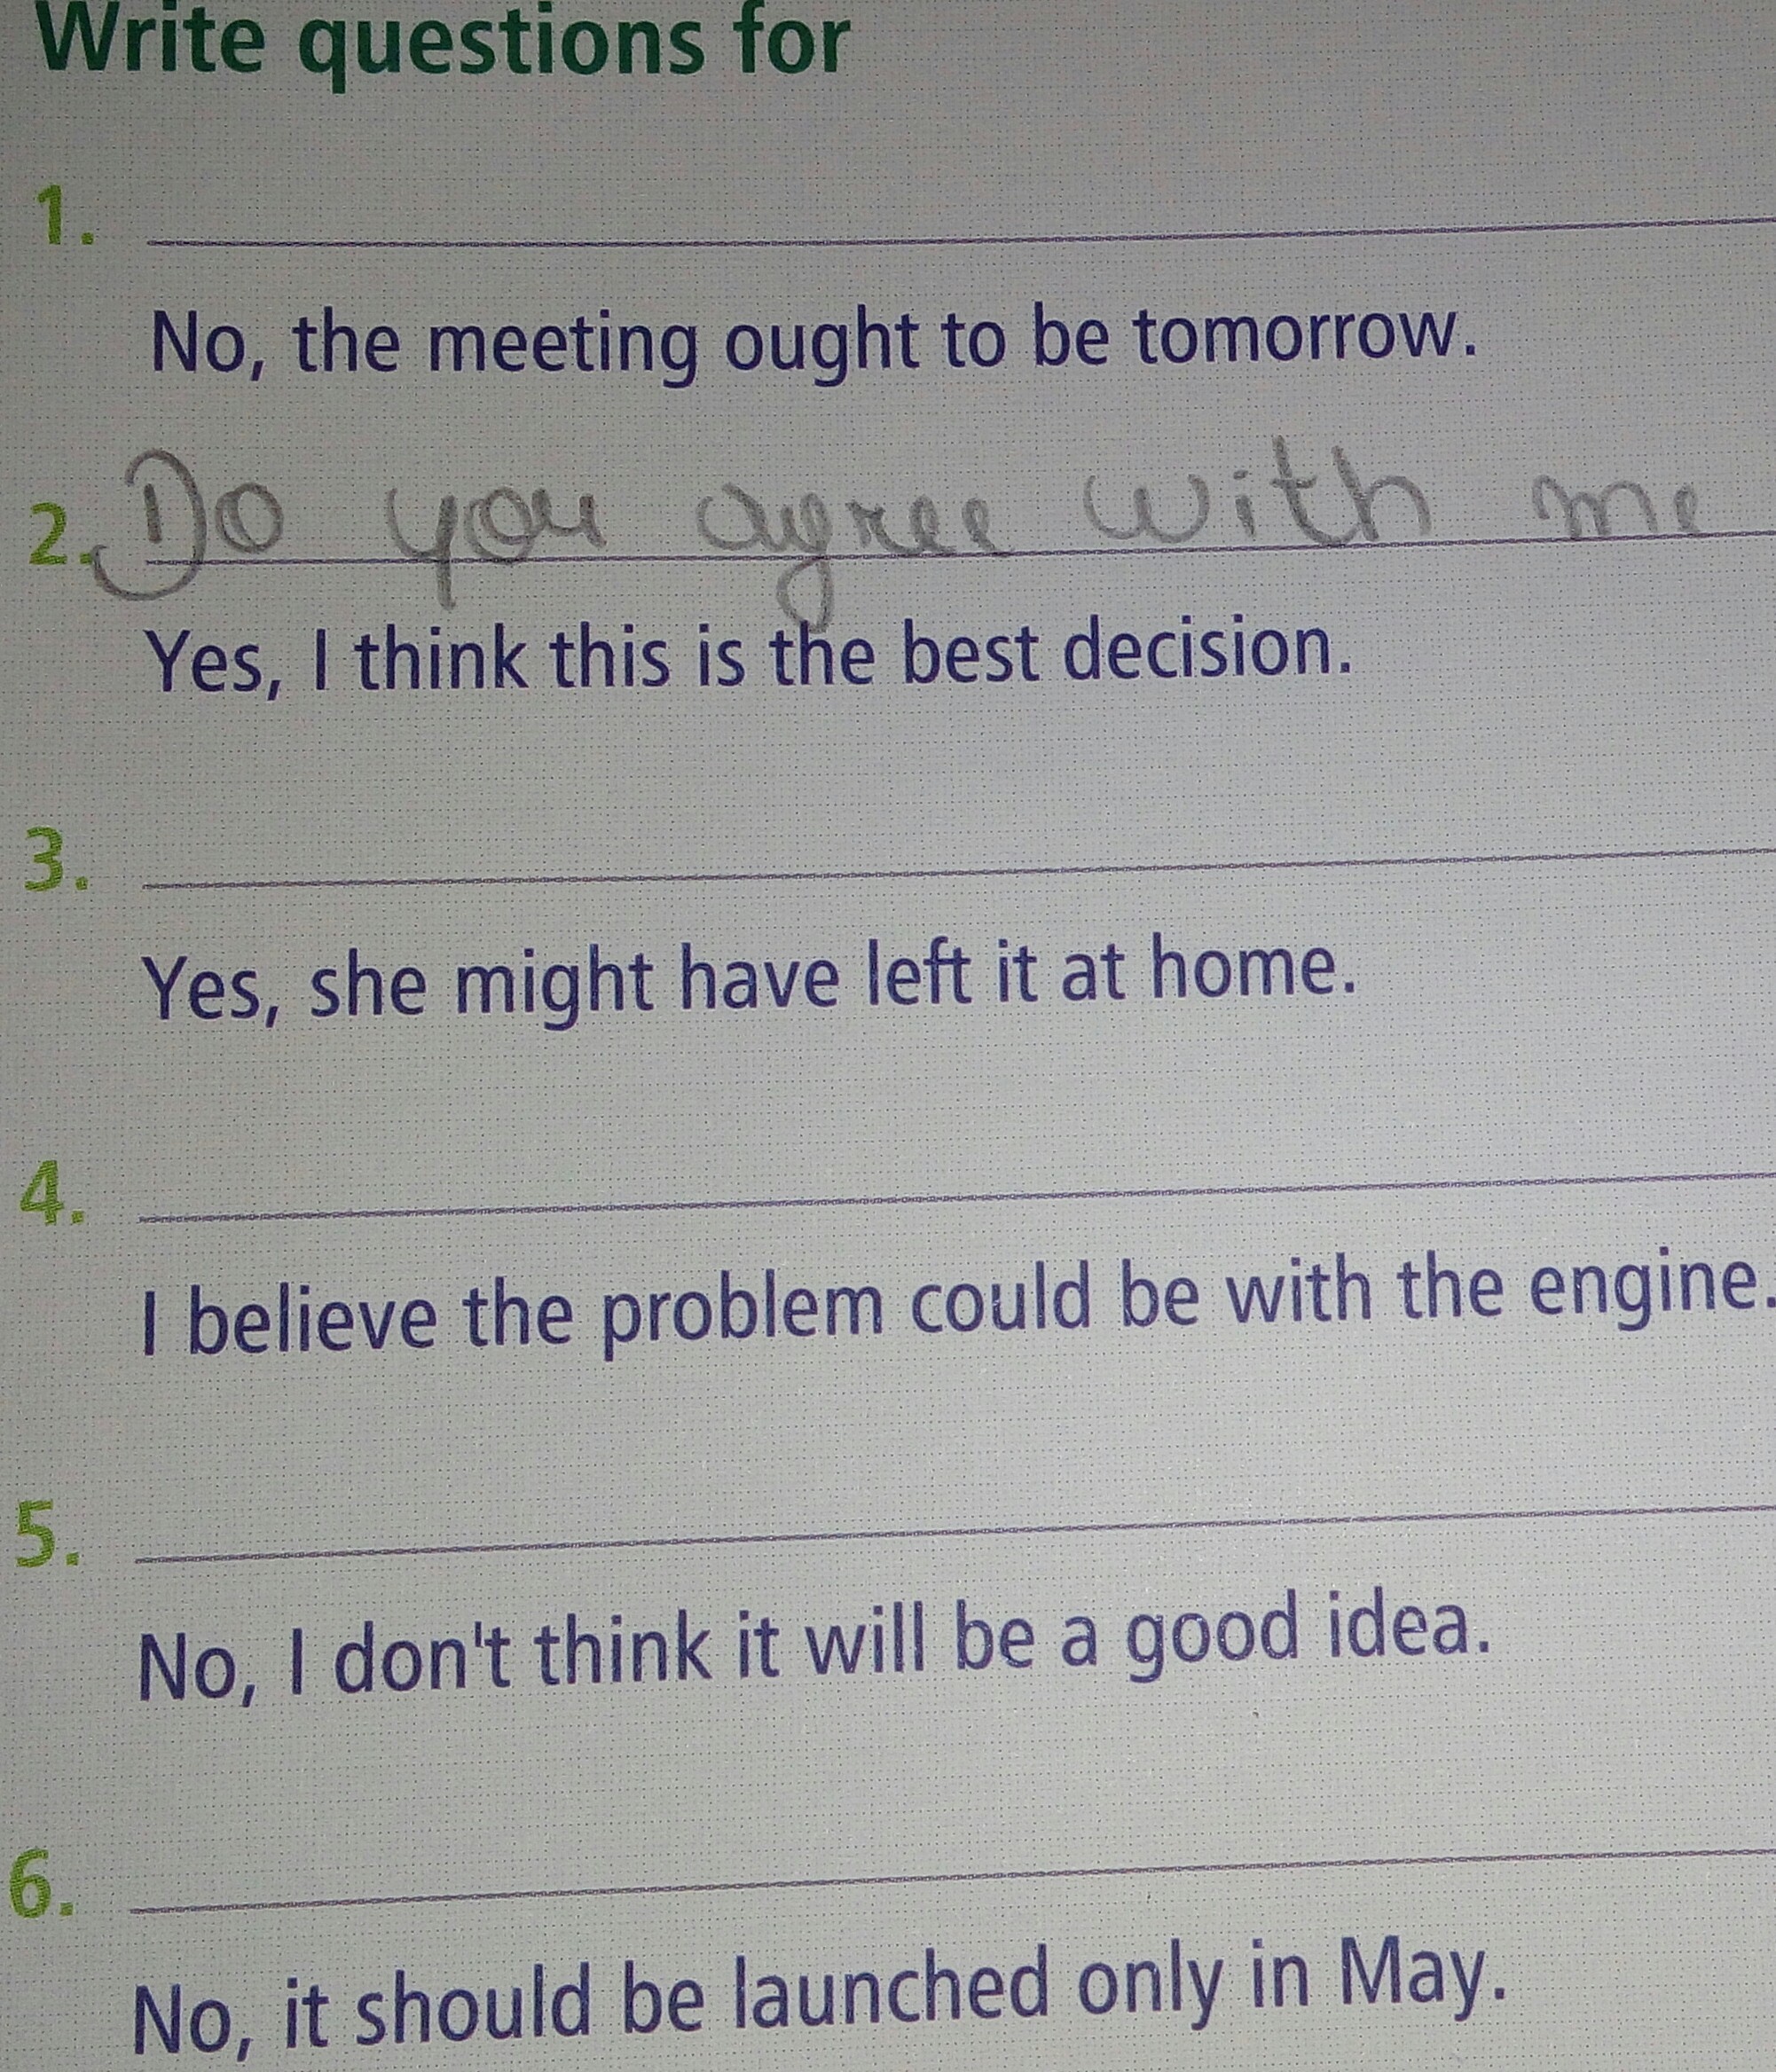 Write questions for
1.
No, the meeting ought to be tomorrow.
2. Do you agree with me
Yes, I think this is the best decision.
3.
Yes, she might have left it at home.
4.
I believe the problem could be with the engine.
5.
No, I don't think it will be a good idea.
6.
No, it should be launched only in May.